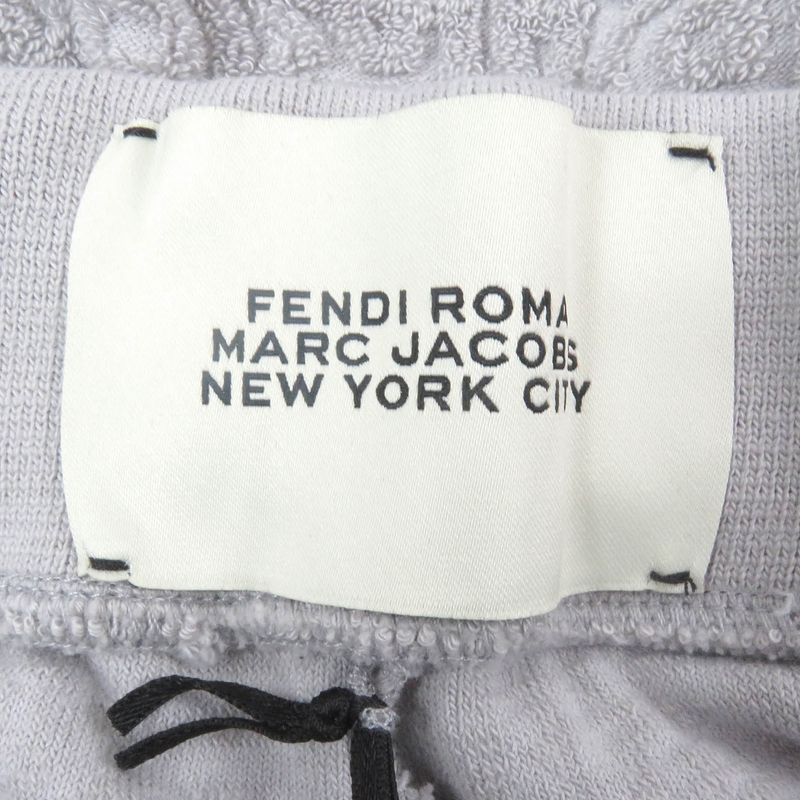 FENDI ROMA
MARC JACOBS
NEW YORK CITY